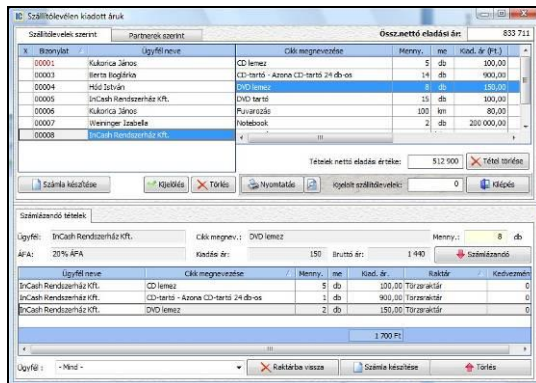 Szállítólevélen kiadott áruk
Szállítólevelek szerint
Partnerek szerint
Össz.nettó eladási ár: 833 711
X Bizonylat Ügyfél neve
00001 Kukorica János
00003 Berta Boglárka
00004 Húd István
00005 InCash Rendszerház Kft.
00006 Kukorica János
00007 Weininger Izabella
00008 InCash Rendszerház Kft.
Cikk megnevezése Menny. me Kiad. ár (Ft.)
CD lemez 5 db 100,00
CD-tartó - Azona CD-tartó 24 db-os 14 db 900,00
DVD lemez 8 db 150,00
DVD tartó 15 db 100,00
Fuvarozás 100 km 80,00
Notebook 2 db 200 000,00
Tételek nettó eladási értéke: 512 900 Tétel törlése
Számla készítése Kijelölés Törlés Nyomtatás Kijelölt szállítólevelek: 0 Kilépés
Számlázandó tételek
Ügyfél: InCash Rendszerház Kft. Cikk megnev.: DVD lemez Menny.: 8 db
ÁFA: 20% ÁFA Kiadási ár: 150 Bruttó ár: 1 440 Számlázandó
Ügyfél neve Cikk megnevezése Menny. me Kiad. ár. Raktár Kedvezmén
InCash Rendszerház Kft. CD lemez 5 db 100,00 Törzsraktár 0
InCash Rendszerház Kft. CD-tartó - Azona CD-tartó 24 db-os 1 db 900,00 Törzsraktár 0
InCash Rendszerház Kft. DVD lemez 2 db 150,00 Törzsraktár 0
1 700 Ft
Ügyfél : - Mind - Raktárba vissza Számla készítése Törlés